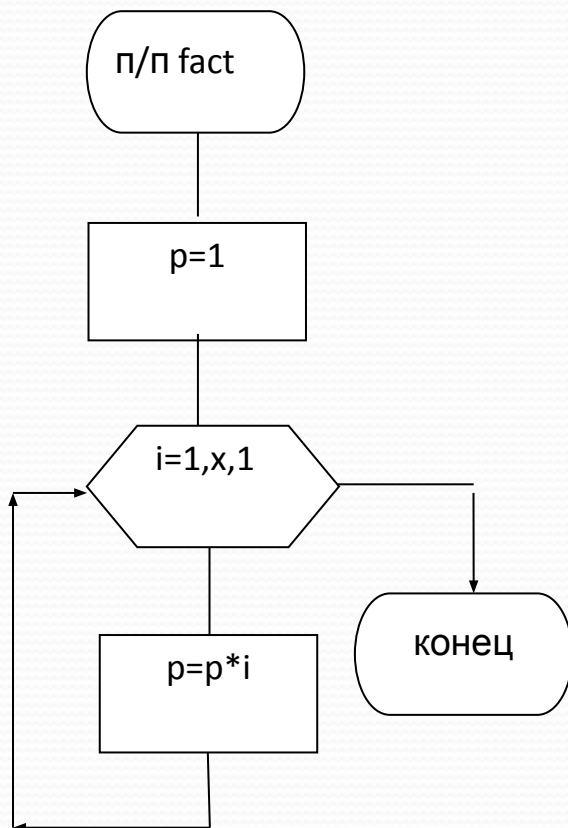 п/п fact
p=1
i=1,x,1
p=p*i
конец